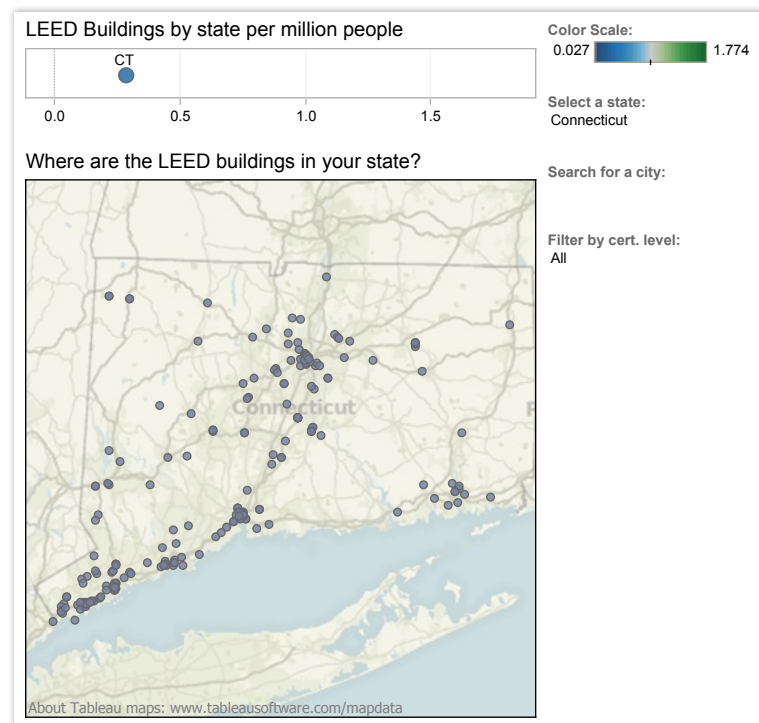 LEED Buildings by state per million people
CT
0.0 0.5 1.0 1.5
Color Scale:
0.027 1.774
Select a state:
Connecticut
Where are the LEED buildings in your state?
Search for a city:
Filter by cert. level:
All
Connecticut
R
About Tableau maps: www.tableausoftware.com/mapdata